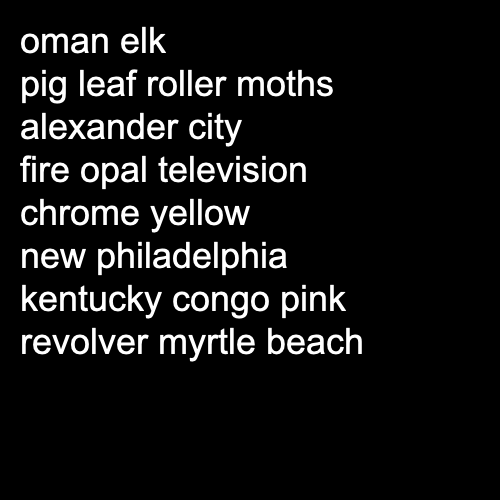 oman elk
pig leaf roller moths
alexander city
fire opal television
chrome yellow
new philadelphia
kentucky congo pink
revolver myrtle beach